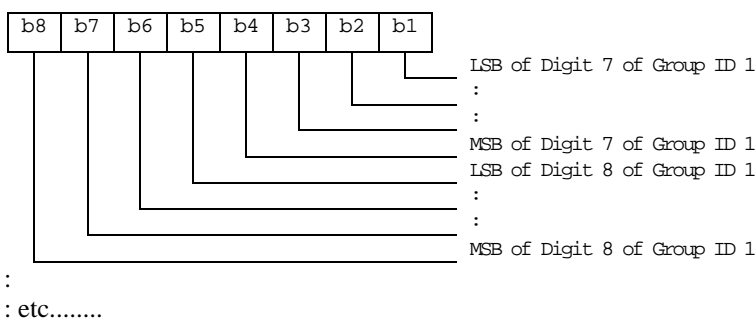 b8 b7 b6 b5 b4 b3 b2 b1
LSB of Digit 7 of Group ID 1
:
:
MSB of Digit 7 of Group ID 1
LSB of Digit 8 of Group ID 1
:
:
MSB of Digit 8 of Group ID 1
:
: etc........